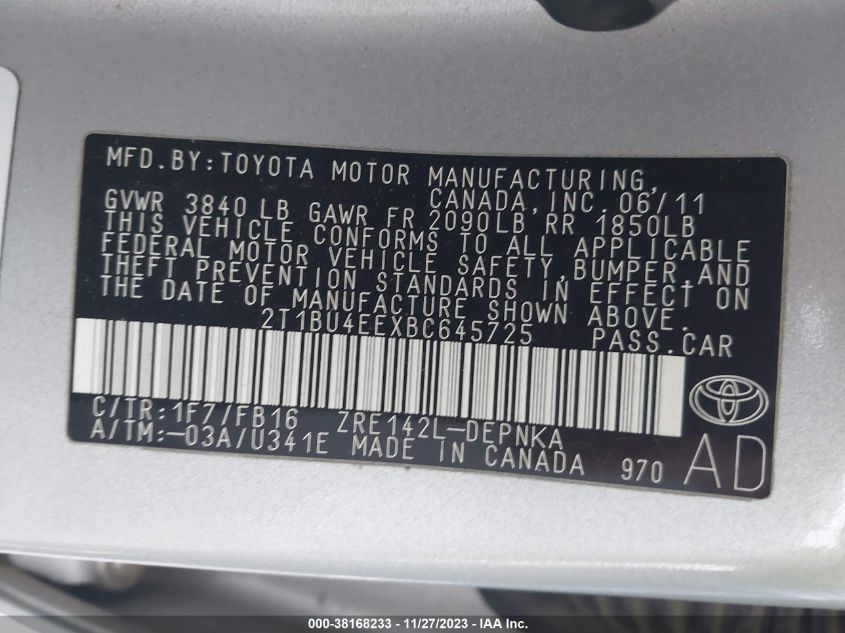 MFD.BY:TOYOTA MOTOR MANUFACTURING,
CANADA,INC.06/11
GVWR 3840 LB GAWR FR 2090LB RR 1850LB
THIS VEHICLE CONFORMS TO ALL APPLICABLE
FEDERAL MOTOR VEHICLE SAFETY,BUMPER,AND
THEFT PREVENTION STANDARDS IN EFFECT ON
THE DATE OF MANUFACTURE SHOWN ABOVE.
2T1BU4EEXBC645725 PASS.CAR
C/TR:1F7/FB16 ZRE142L-DEPNKA
A/TM:-03A/U341E MADE IN CANADA 970
AD
000-38168233 - 11/27/2023 - IAA Inc.